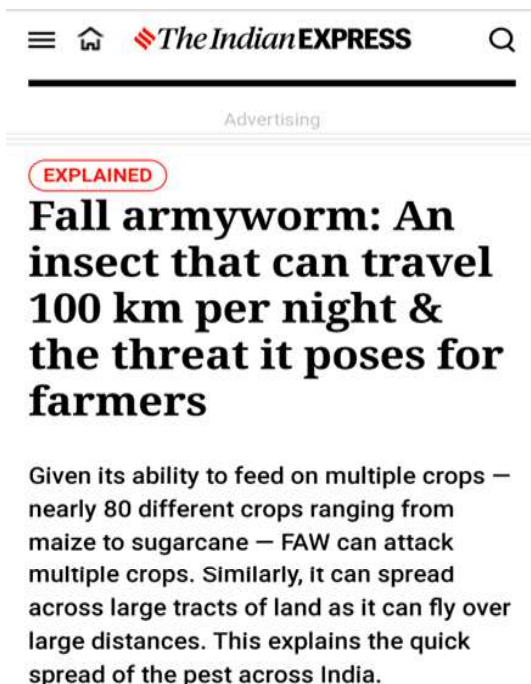 The Indian EXPRESS
Advertising
EXPLAINED
Fall armyworm: An
insect that can travel
100 km per night &
the threat it poses for
farmers
Given its ability to feed on multiple crops —
nearly 80 different crops ranging from
maize to sugarcane — FAW can attack
multiple crops. Similarly, it can spread
across large tracts of land as it can fly over
large distances. This explains the quick
spread of the pest across India.